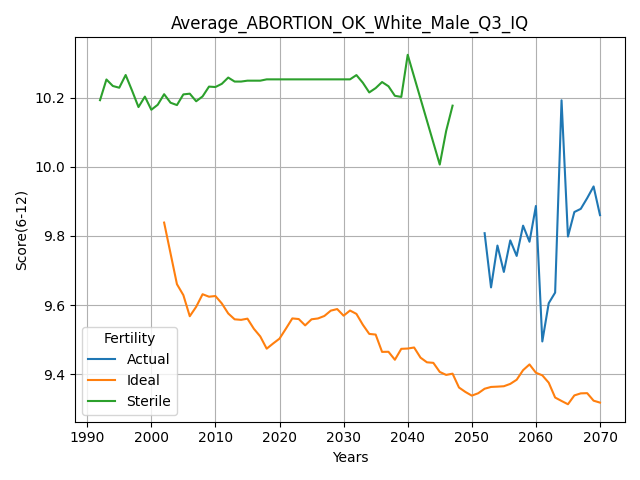 Average_ABORTION_OK_White_Male_Q3_IQ
Score(6-12)
10.2
10.0
9.8
9.6
9.4
Fertility
Actual
Ideal
Sterile
1990 2000 2010 2020 2030 2040 2050 2060 2070
Years